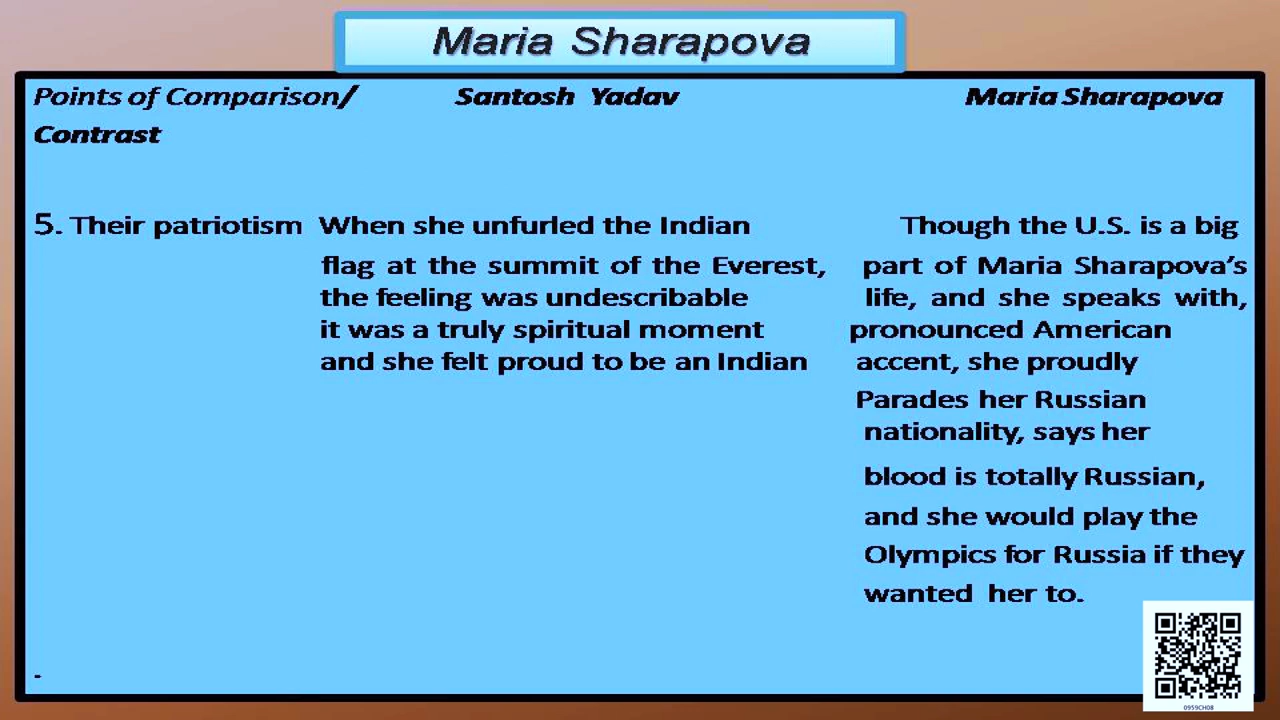 Maria Sharapova
Points of Comparison/ Santosh Yadav Maria Sharapova
Contrast
5. Their patriotism When she unfurled the Indian Though the U.S. is a big
flag at the summit of the Everest, part of Maria Sharapova's
the feeling was undescribable life, and she speaks with,
it was a truly spiritual moment pronounced American
and she felt proud to be an Indian accent, she proudly
Parades her Russian
nationality, says her
blood is totally Russian,
and she would play the
Olympics for Russia if they
wanted her to.
-
0959CH08